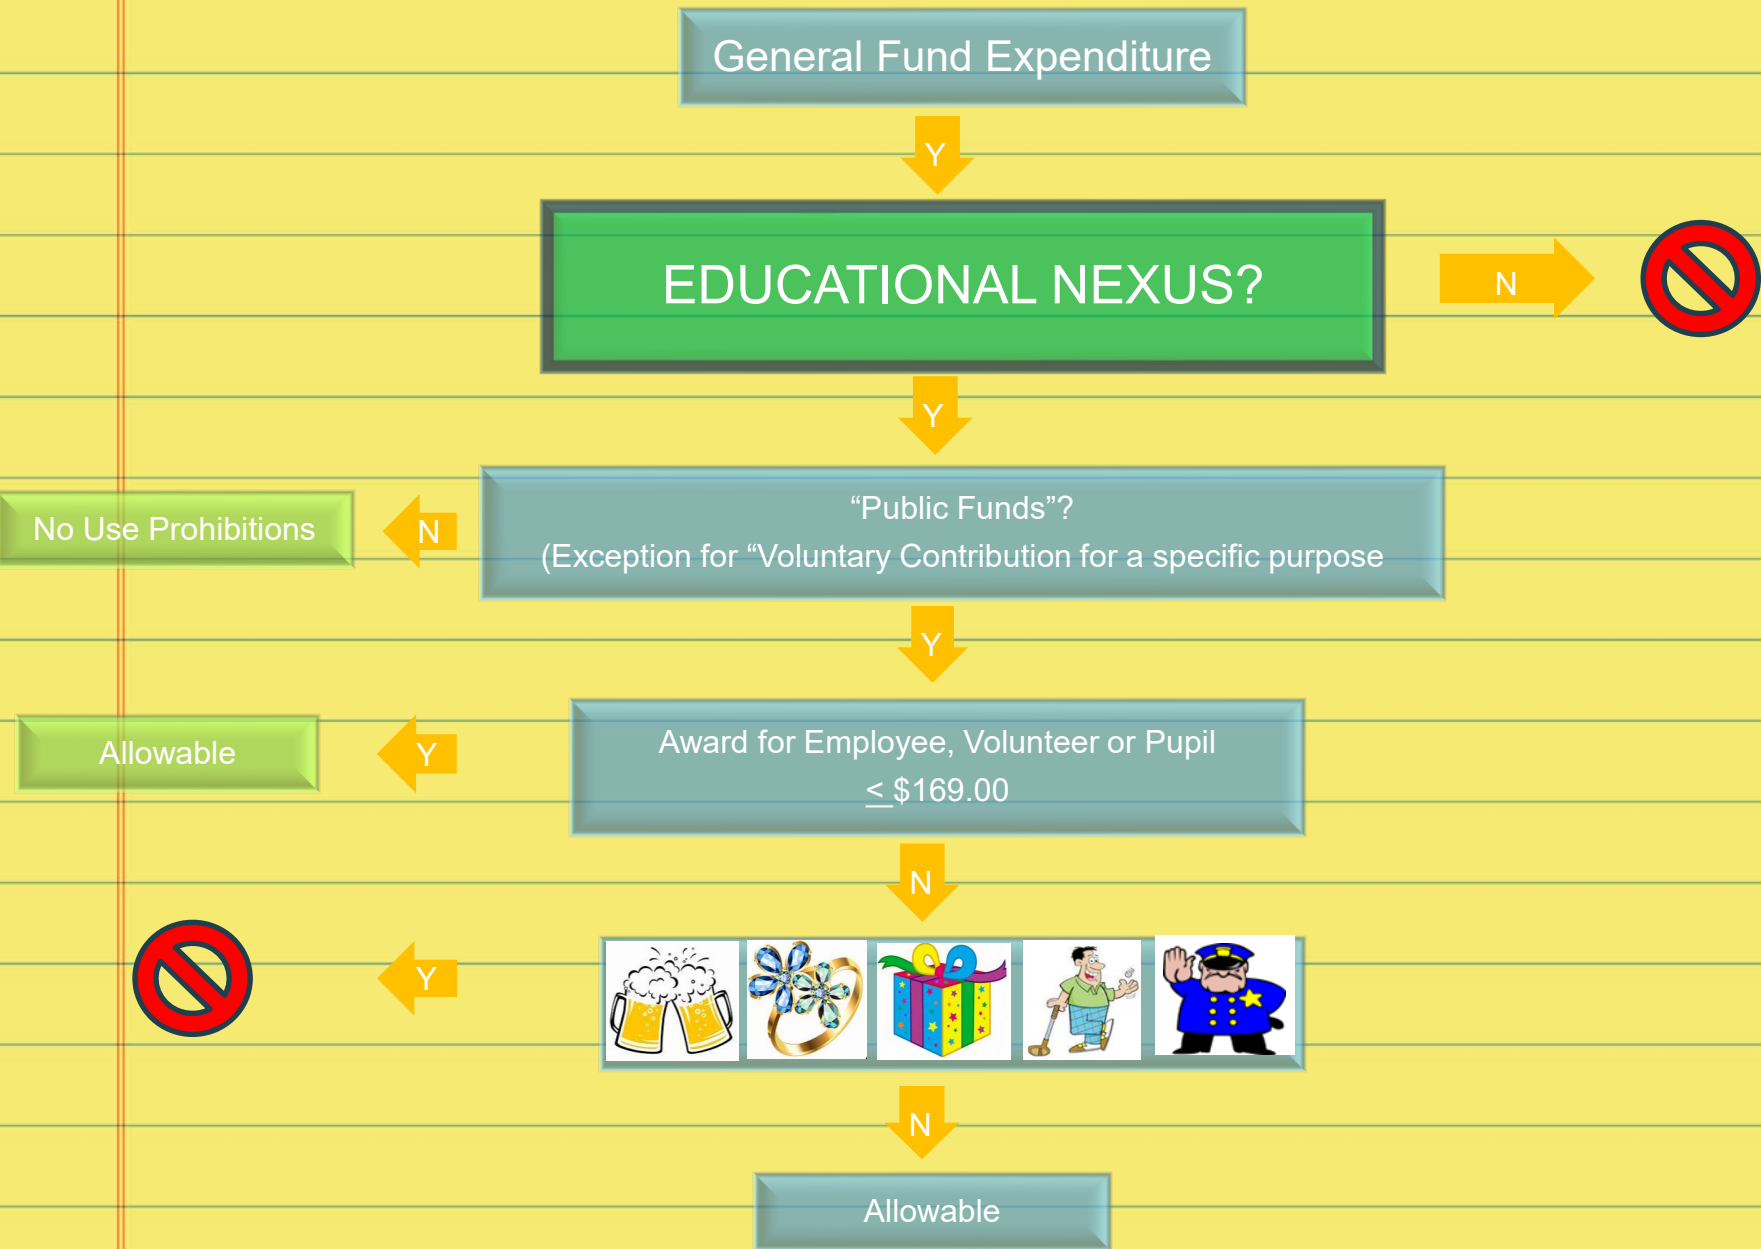 General Fund Expenditure
Y
EDUCATIONAL NEXUS?
N
Y
“Public Funds”?
(Exception for “Voluntary Contribution for a specific purpose
N
No Use Prohibitions
Y
Award for Employee, Volunteer or Pupil
< $169.00
Y
Allowable
N
Y
N
Allowable